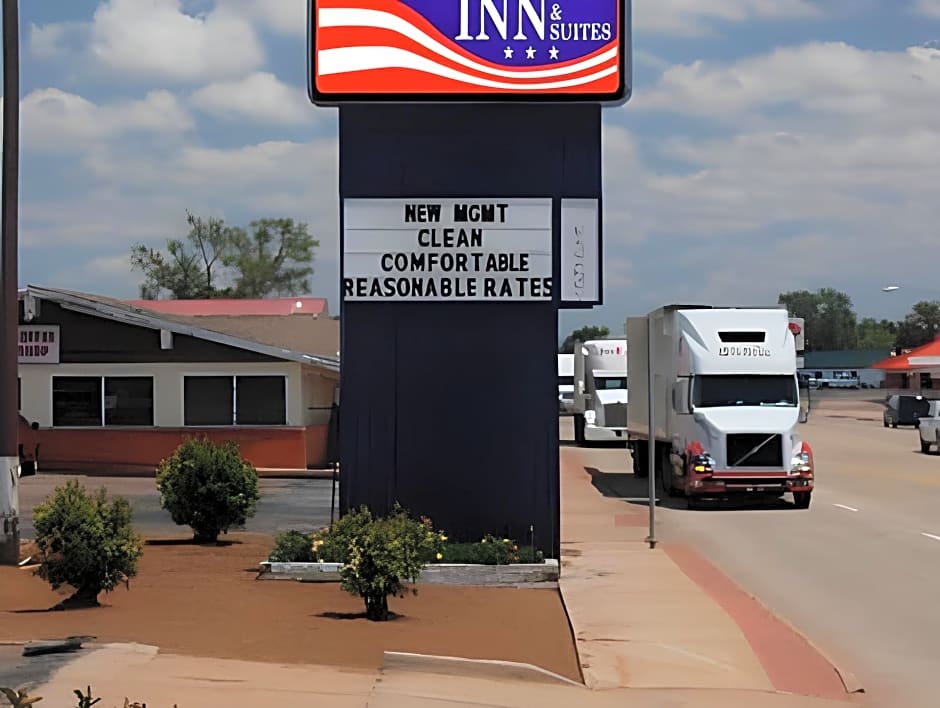 INN &
SUITES
NEW MGMT
CLEAN
COMFORTABLE
REASONABLE RATES